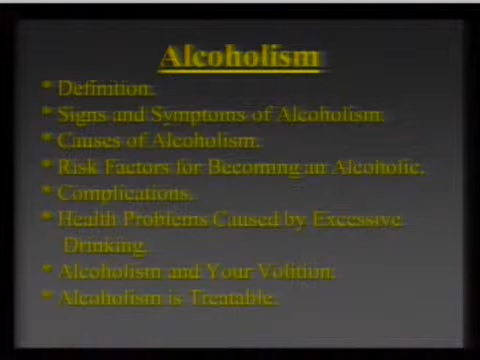 Alcoholism
* Definition.
* Signs and Symptoms of Alcoholism.
* Causes of Alcoholism.
* Risk Factors for Becoming an Alcoholic.
* Complications.
* Health Problems Caused by Excessive
Drinking.
* Alcoholism and Your Volition.
* Alcoholism is Treatable.